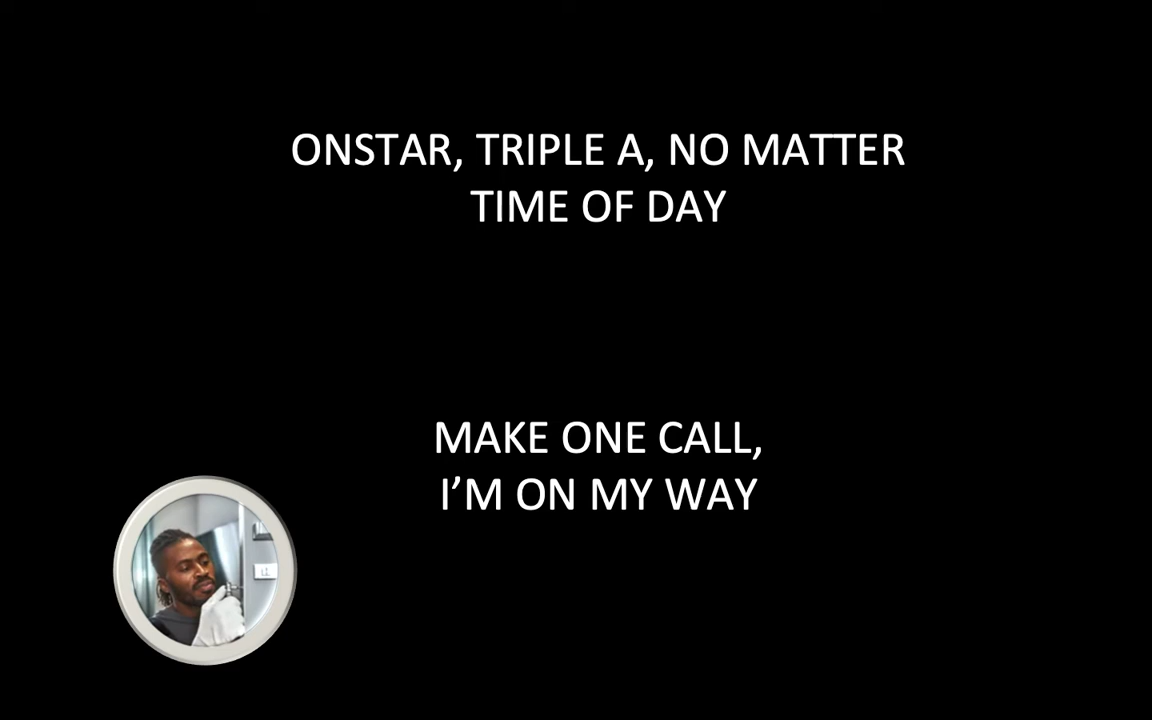 ONSTAR, TRIPLE A, NO MATTER
TIME OF DAY
MAKE ONE CALL,
I’M ON MY WAY